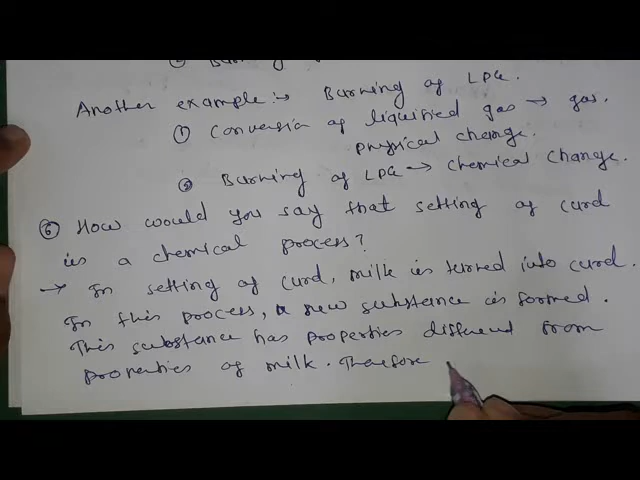 Another example :→ Burning of LPG.
① Conversion of liquified gas → gas.
Physical change.
② Burning of LPG → Chemical change.
⑥ How would you say that setting of curd
is a chemical process?
→ In setting of curd, milk is turned into curd.
In this process, a new substance is formed.
This substance has properties different from
properties of milk. Therefore